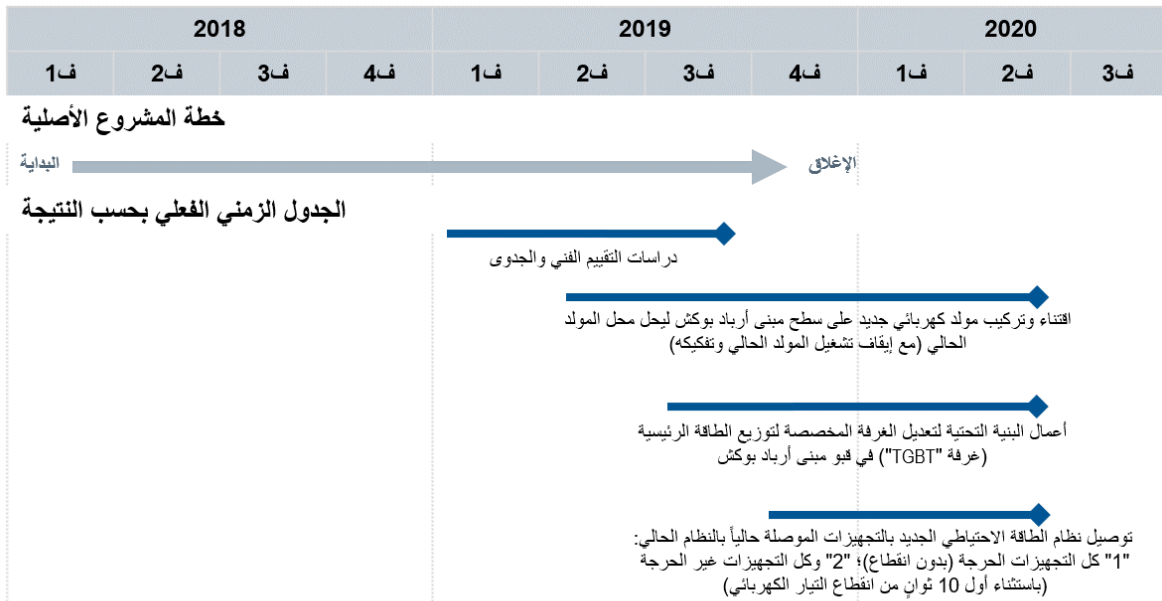 2018 2019 2020
ف1 ف2 ف3 ف4 ف1 ف2 ف3 ف4 ف1 ف2 ف3
خطة المشروع الأصلية
البداية الإغلاق
الجدول الزمني الفعلي بحسب النتيجة
دراسات التقييم الفني والجدوى
اقتناء وتركيب مولد كهربائي جديد على سطح مبنى أرباد بوكش ليحل محل المولد
الحالي (مع إيقاف تشغيل المولد الحالي وتفكيكه)
أعمال البنية التحتية لتعديل الغرفة المخصصة لتوزيع الطاقة الرئيسية
(غرفة "TGBT") في قبو مبنى أرباد بوكش
توصيل نظام الطاقة الاحتياطي الجديد بالتجهيزات الموصلة حالياً بالنظام الحالي:
"1" كل التجهيزات الحرجة (بدون انقطاع)؛ "2" وكل التجهيزات غير الحرجة
(باستثناء أول 10 ثوانٍ من انقطاع التيار الكهربائي)